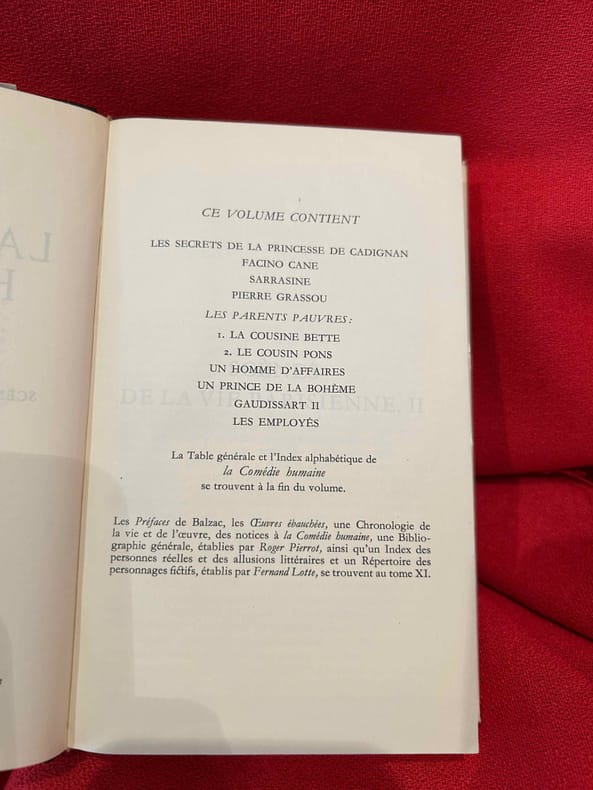 CE VOLUME CONTIENT
LES SECRETS DE LA PRINCESSE DE CADIGNAN
FACINO CANE
SARRASINE
PIERRE GRASSOU
LES PARENTS PAUVRES :
1. LA COUSINE BETTE
2. LE COUSIN PONS
UN HOMME D'AFFAIRES
UN PRINCE DE LA BOHÈME
DE LA VIE PARISIENNE, II
GAUDISSART II
LES EMPLOYÉS
La Table générale et l'Index alphabétique de
la Comédie humaine
se trouvent à la fin du volume.
Les Préfaces de Balzac, les Œuvres ébauchées, une Chronologie de
la vie et de l'œuvre, des notices à la Comédie humaine, une Biblio-
graphie générale, établies par Roger Pierrot, ainsi qu'un Index des
personnes réelles et des allusions littéraires et un Répertoire des
personnages fictifs, établis par Fernand Lotte, se trouvent au tome XI.